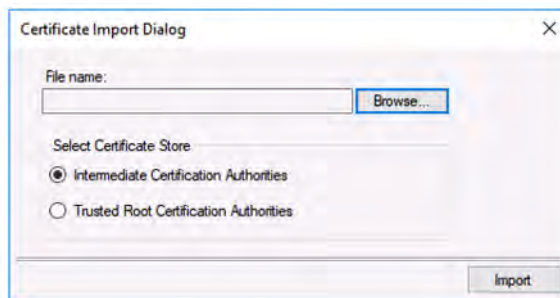 Certificate Import Dialog
File name:
Browse...
Select Certificate Store
Intermediate Certification Authorities
Trusted Root Certification Authorities
Import